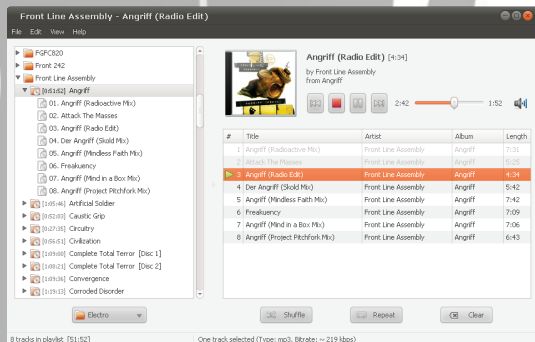 Front Line Assembly - Angriff (Radio Edit)
File Edit View Help
FGFC820
Front 242
Front Line Assembly
[0:51:52] Angriff
01. Angriff (Radioactive Mix)
02. Attack The Masses
03. Angriff (Radio Edit)
04. Der Angriff (Skold Mix)
05. Angriff (Mindless Faith Mix)
06. Freakuency
07. Angriff (Mind in a Box Mix)
08. Angriff (Project Pitchfork Mix)
[1:05:46] Artificial Soldier
[0:52:03] Caustic Grip
[0:27:35] Circuitry
[0:56:51] Civilization
[1:09:00] Complete Total Terror [Disc 1]
[1:08:21] Complete Total Terror [Disc 2]
[1:09:36] Convergence
[1:19:13] Corroded Disorder
Electro
Angriff (Radio Edit) [4:34]
by Front Line Assembly
from Angriff
2:42 1:52
# Title Artist Album Length
1 Angriff (Radioactive Mix) Front Line Assembly Angriff 7:31
2 Attack The Masses Front Line Assembly Angriff 5:25
3 Angriff (Radio Edit) Front Line Assembly Angriff 4:34
4 Der Angriff (Skold Mix) Front Line Assembly Angriff 5:42
5 Angriff (Mindless Faith Mix) Front Line Assembly Angriff 7:42
6 Freakuency Front Line Assembly Angriff 7:09
7 Angriff (Mind in a Box Mix) Front Line Assembly Angriff 7:06
8 Angriff (Project Pitchfork Mix) Front Line Assembly Angriff 6:43
Shuffle Repeat Clear
8 tracks in playlist [51:52] One track selected (Type: mp3, Bitrate: ~ 219 kbps)